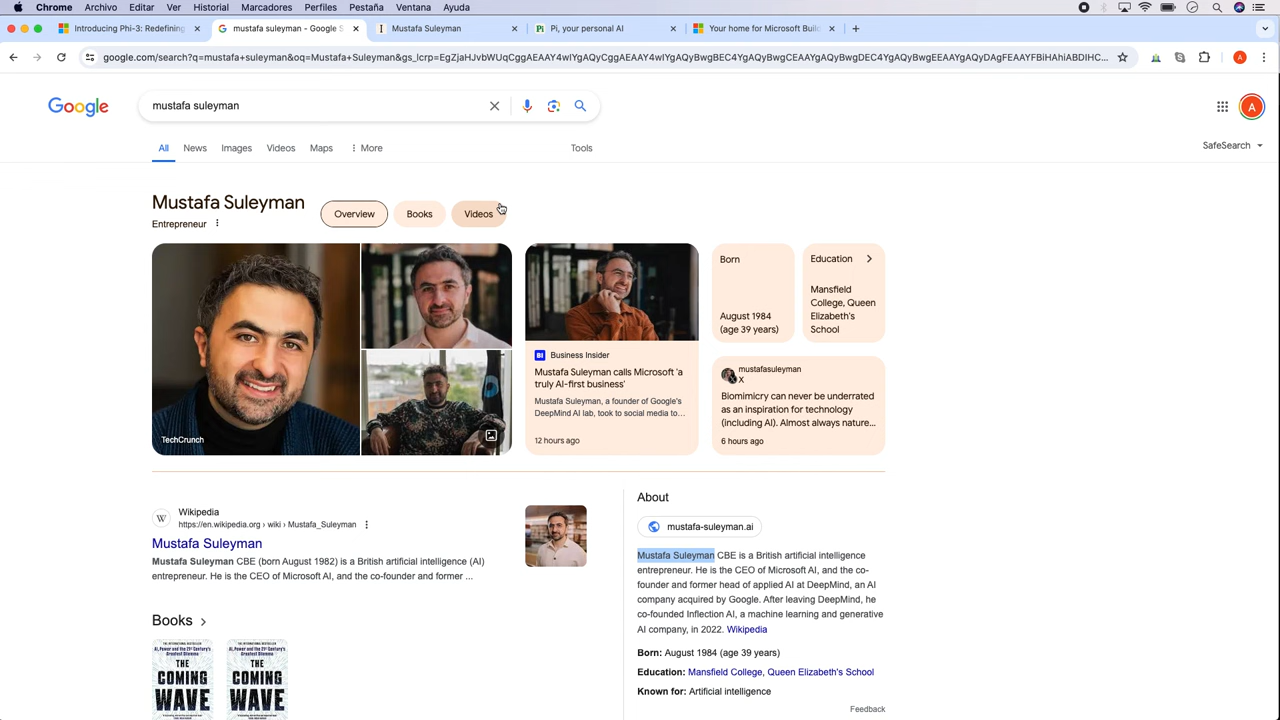 Chrome Archivo Editar Ver Historial Marcadores Perfiles Pestaña Ventana Ayuda
Introducing Phi-3: Redefining
mustafa suleyman - Google S
Mustafa Suleyman
Pi, your personal AI
Your home for Microsoft Buil
google.com/search?q=mustafa+suleyman&oq=Mustafa+Suleyman&gs_lcrp=EgZjaHJvbWUqCggAEAAY4wIYgAQyCggAEAAY4wIYgAQyBwgBEC4YgAQyBwgCEAAYgAQyBwgDEC4YgAQyBwgEEAAYgAQyDAgFEAAYFBiHAhiABDIHC...
A
Google
mustafa suleyman
A
All News Images Videos Maps More Tools
SafeSearch
Mustafa Suleyman
Entrepreneur
Overview Books Videos
TechCrunch
Business Insider
Mustafa Suleyman calls Microsoft 'a
truly AI-first business'
Mustafa Suleyman, a founder of Google's
DeepMind AI lab, took to social media to...
12 hours ago
Born
August 1984
(age 39 years)
Education
Mansfield
College, Queen
Elizabeth's
School
mustafasuleyman
X
Biomimicry can never be underrated
as an inspiration for technology
(including AI). Almost always nature...
6 hours ago
Wikipedia
https://en.wikipedia.org › wiki › Mustafa_Suleyman
Mustafa Suleyman
Mustafa Suleyman CBE (born August 1982) is a British artificial intelligence (AI)
entrepreneur. He is the CEO of Microsoft AI, and the co-founder and former ...
Books
THE COMING WAVE
THE COMING WAVE
About
mustafa-suleyman.ai
Mustafa Suleyman CBE is a British artificial intelligence
entrepreneur. He is the CEO of Microsoft AI, and the co-
founder and former head of applied AI at DeepMind, an AI
company acquired by Google. After leaving DeepMind, he
co-founded Inflection AI, a machine learning and generative
AI company, in 2022. Wikipedia
Born: August 1984 (age 39 years)
Education: Mansfield College, Queen Elizabeth's School
Known for: Artificial intelligence
Feedback